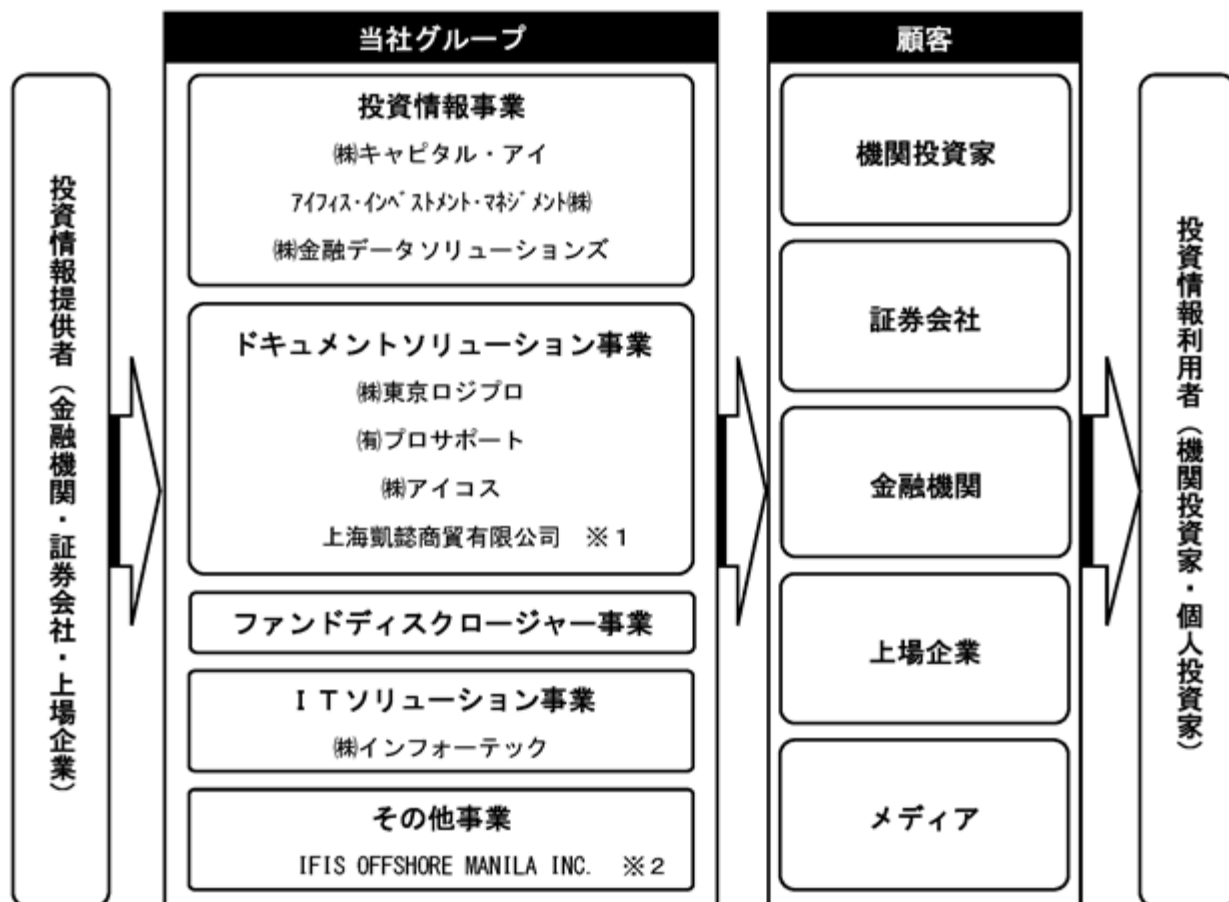 投資情報提供者（金融機関・証券会社・上場企業）
当社グループ
投資情報事業
㈱キャピタル・アイ
ｱｲﾌｨｽ・ｲﾝﾍﾞｽﾄﾒﾝﾄ・ﾏﾈｼﾞﾒﾝﾄ㈱
㈱金融データソリューションズ
ドキュメントソリューション事業
㈱東京ロジプロ
㈲プロサポート
㈱アイコス
上海凱懿商貿有限公司　※１
ファンドディスクロージャー事業
ＩＴソリューション事業
㈱インフォーテック
その他事業
IFIS OFFSHORE MANILA INC.　※２
顧客
機関投資家
証券会社
金融機関
上場企業
メディア
投資情報利用者（機関投資家・個人投資家）